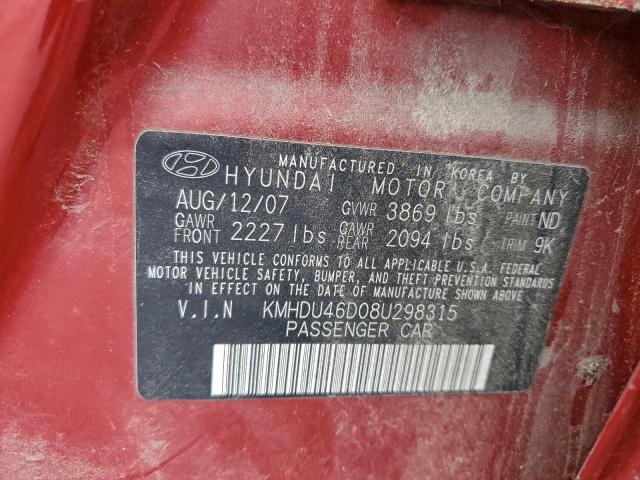 MANUFACTURED IN KOREA BY
HYUNDAI MOTOR COMPANY
AUG/12/07 GVWR 3869 lbs PAINT ND
GAWR FRONT 2227 lbs GAWR REAR 2094 lbs TRIM 9K
THIS VEHICLE CONFORMS TO ALL APPLICABLE U.S.A. FEDERAL
MOTOR VEHICLE SAFETY, BUMPER, AND THEFT PREVENTION STANDARDS
IN EFFECT ON THE DATE OF MANUFACTURE SHOWN ABOVE.
V.I.N KMHDU46D08U298315
PASSENGER CAR